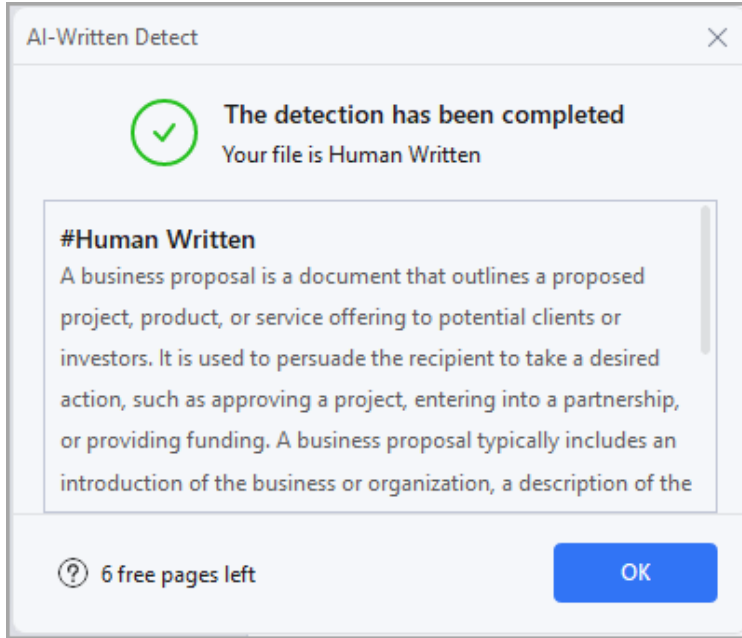 AI-Written Detect
The detection has been completed
Your file is Human Written
#Human Written
A business proposal is a document that outlines a proposed
project, product, or service offering to potential clients or
investors. It is used to persuade the recipient to take a desired
action, such as approving a project, entering into a partnership,
or providing funding. A business proposal typically includes an
introduction of the business or organization, a description of the
6 free pages left
OK